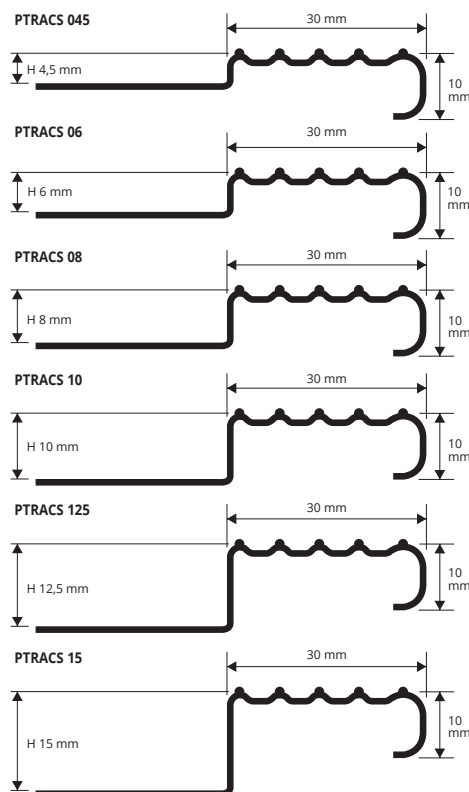 PTRACS 045
30 mm
H 4,5 mm
10
mm
PTRACS 06
30 mm
H 6 mm
10
mm
PTRACS 08
30 mm
H 8 mm
10
mm
PTRACS 10
30 mm
H 10 mm
10
mm
PTRACS 125
30 mm
H 12,5 mm
10
mm
PTRACS 15
30 mm
H 15 mm
10
mm